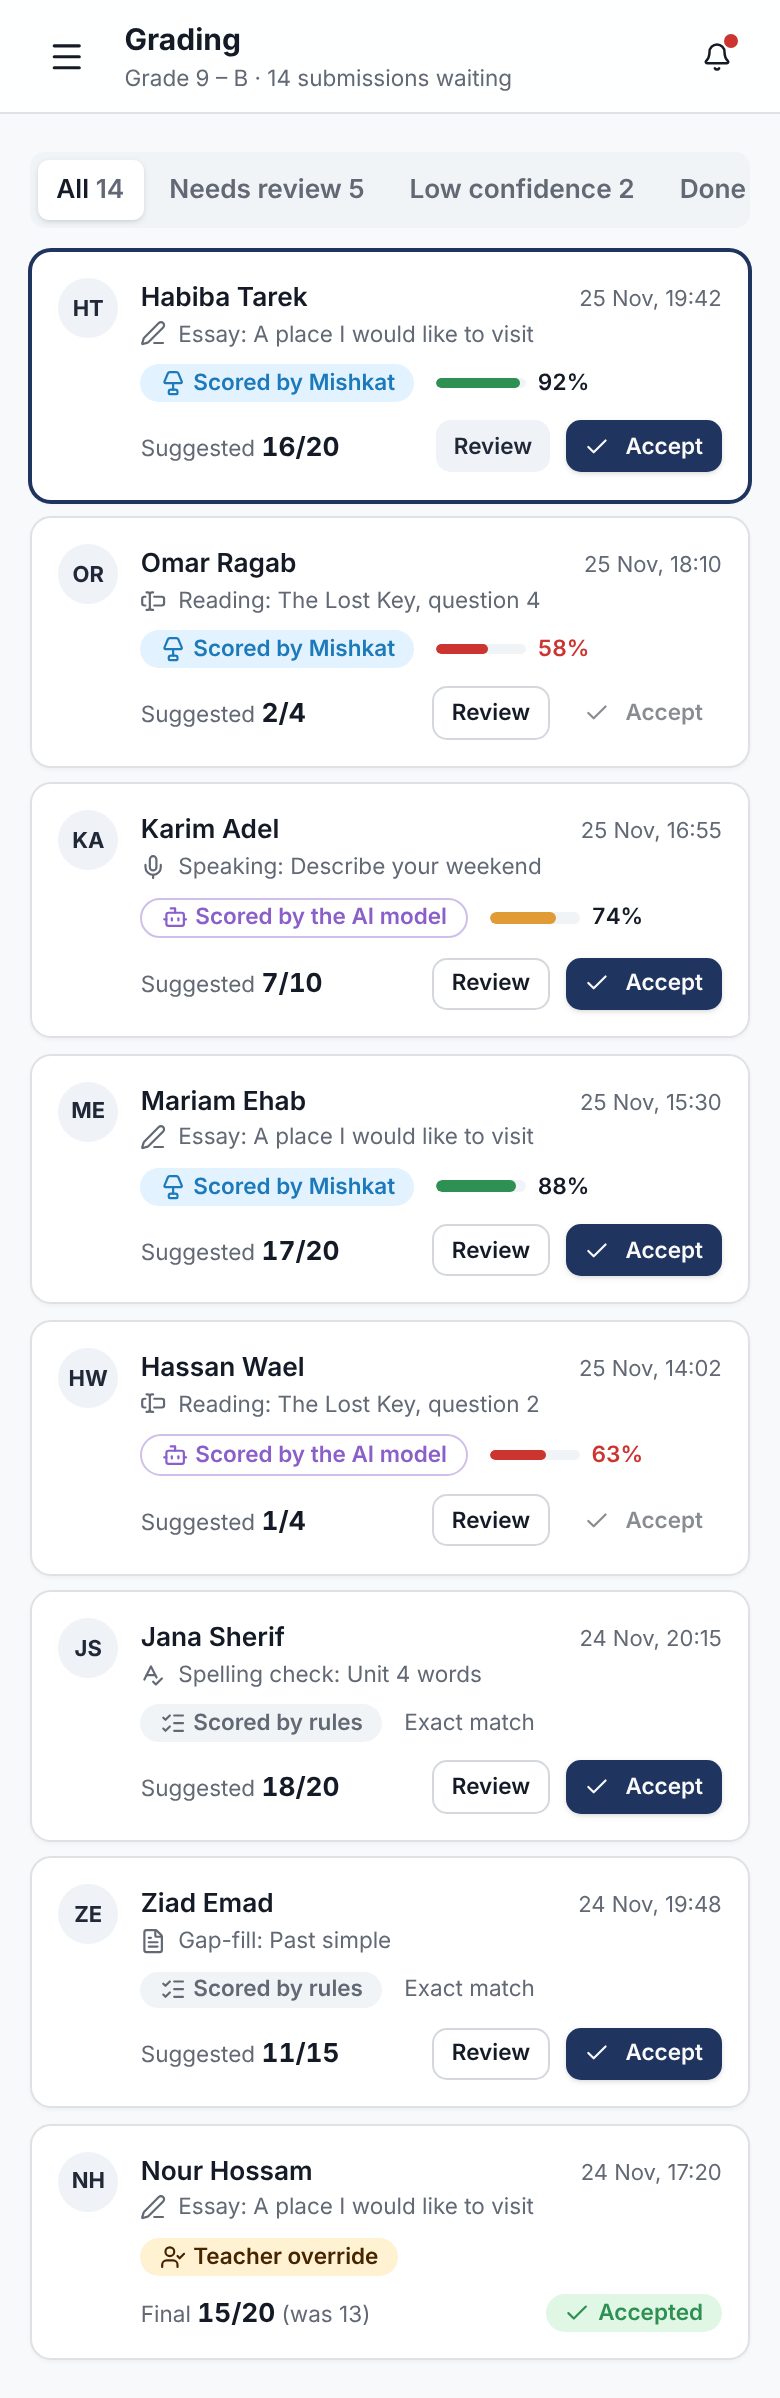 Grading
Grade 9 – B · 14 submissions waiting
All 14 Needs review 5 Low confidence 2 Done
HT Habiba Tarek 25 Nov, 19:42
Essay: A place I would like to visit
Scored by Mishkat 92%
Suggested 16/20 Review Accept
OR Omar Ragab 25 Nov, 18:10
Reading: The Lost Key, question 4
Scored by Mishkat 58%
Suggested 2/4 Review Accept
KA Karim Adel 25 Nov, 16:55
Speaking: Describe your weekend
Scored by the AI model 74%
Suggested 7/10 Review Accept
ME Mariam Ehab 25 Nov, 15:30
Essay: A place I would like to visit
Scored by Mishkat 88%
Suggested 17/20 Review Accept
HW Hassan Wael 25 Nov, 14:02
Reading: The Lost Key, question 2
Scored by the AI model 63%
Suggested 1/4 Review Accept
JS Jana Sherif 24 Nov, 20:15
Spelling check: Unit 4 words
Scored by rules Exact match
Suggested 18/20 Review Accept
ZE Ziad Emad 24 Nov, 19:48
Gap-fill: Past simple
Scored by rules Exact match
Suggested 11/15 Review Accept
NH Nour Hossam 24 Nov, 17:20
Essay: A place I would like to visit
Teacher override
Final 15/20 (was 13) Accepted